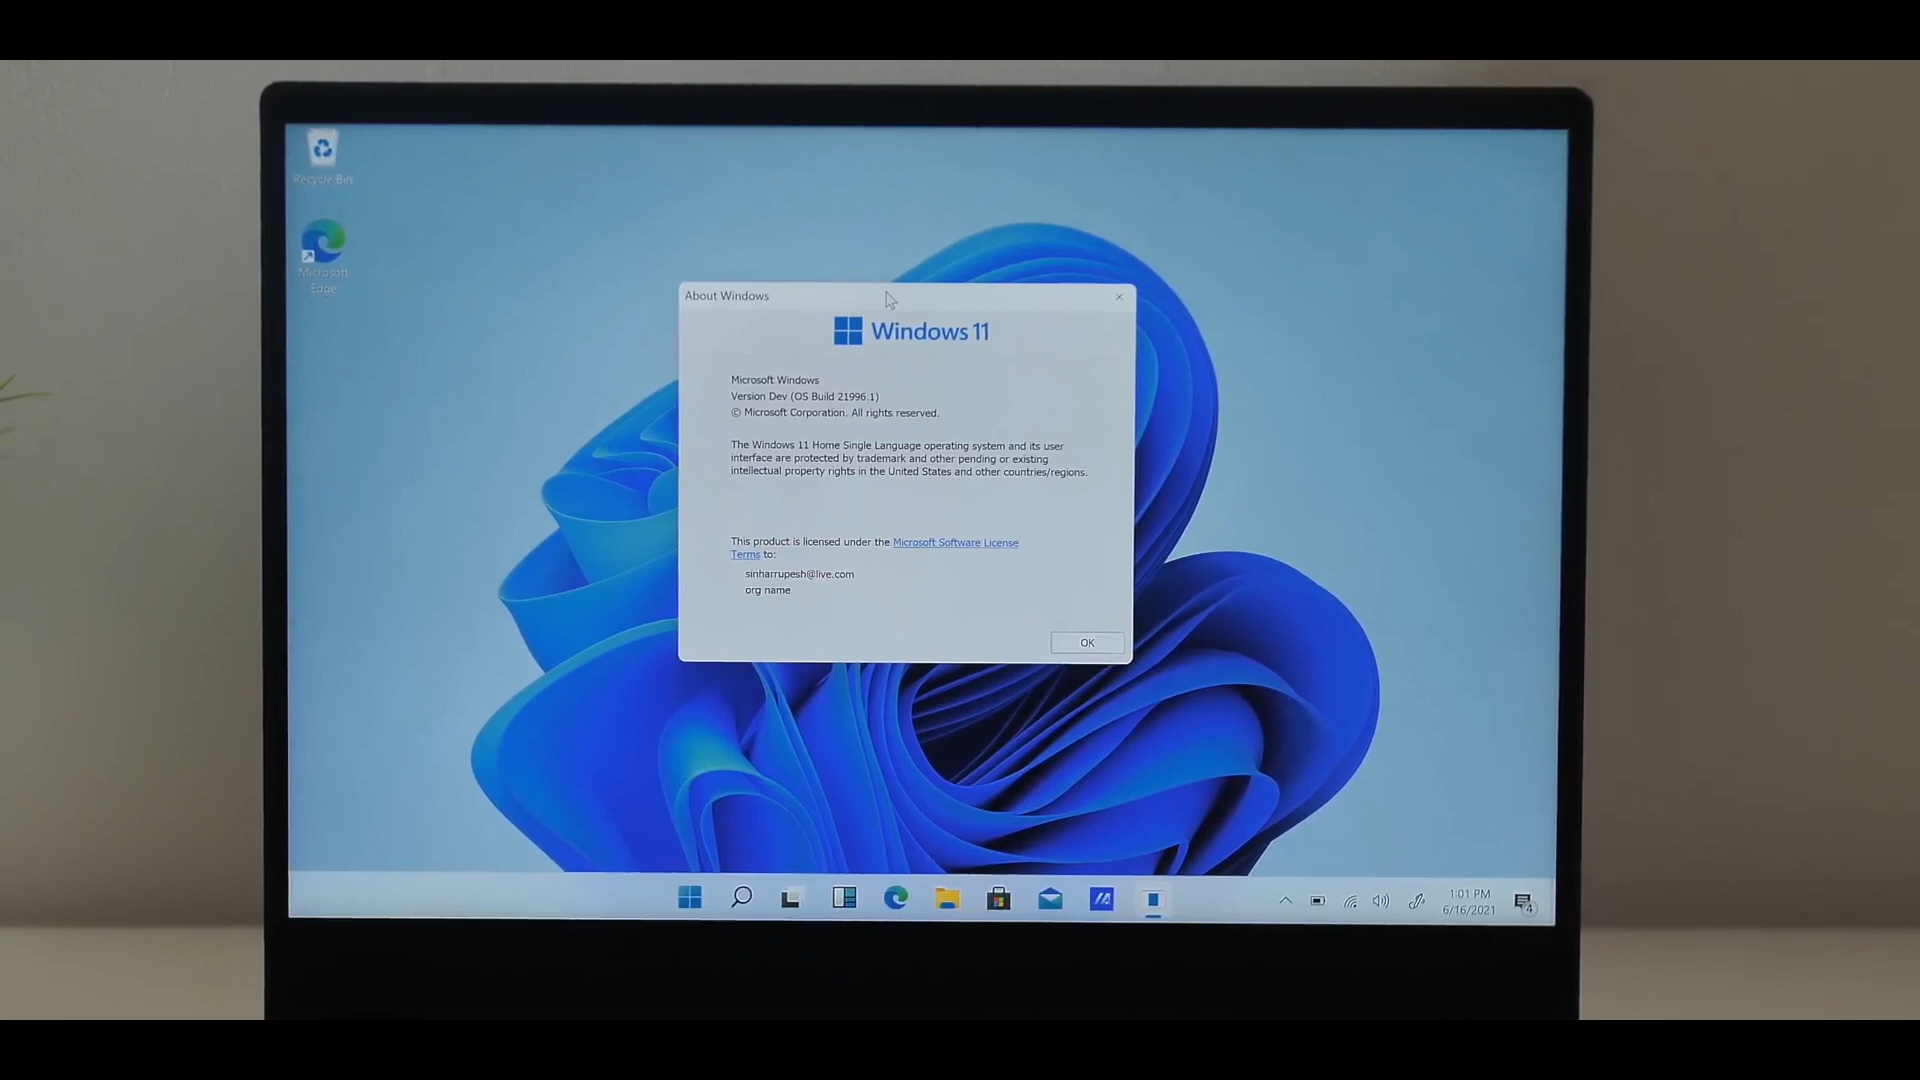 Recycle Bin
Microsoft
Edge
About Windows
Windows 11
Microsoft Windows
Version Dev (OS Build 21996.1)
© Microsoft Corporation. All rights reserved.
The Windows 11 Home Single Language operating system and its user
interface are protected by trademark and other pending or existing
intellectual property rights in the United States and other countries/regions.
This product is licensed under the Microsoft Software License
Terms to:
sinharrupesh@live.com
org name
OK
1:01 PM
6/16/2021
4